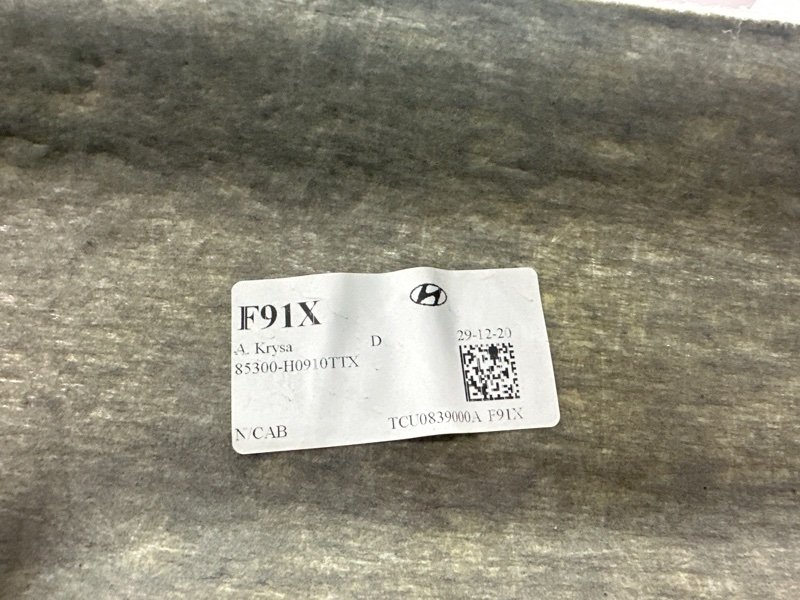 F91X
A. Krysa D 29-12-20
85300-H0910TTX
N/CAB TCU0839000A F91X